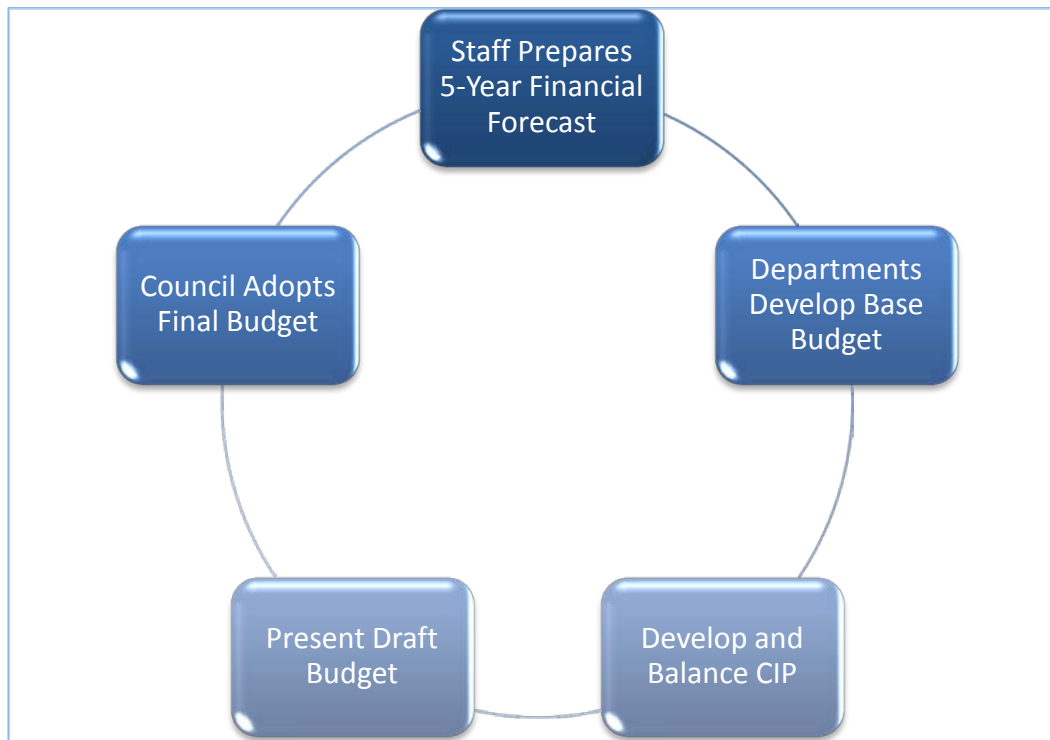 Staff Prepares
5-Year Financial
Forecast
Departments
Develop Base
Budget
Develop and
Balance CIP
Present Draft
Budget
Council Adopts
Final Budget